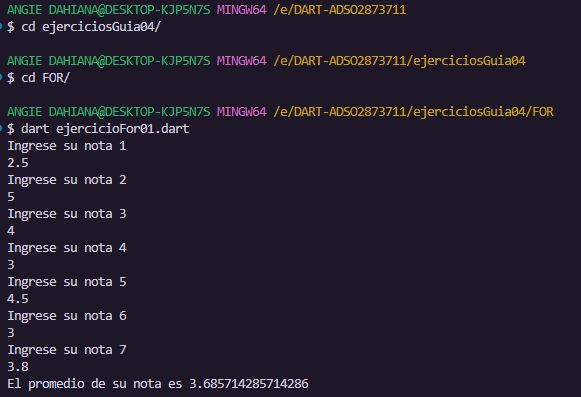 ANGIE DAHIANA@DESKTOP-KJP5N7S MINGW64 /e/DART-ADSO2873711
$ cd ejerciciosGuia04/
ANGIE DAHIANA@DESKTOP-KJP5N7S MINGW64 /e/DART-ADSO2873711/ejerciciosGuia04
$ cd FOR/
ANGIE DAHIANA@DESKTOP-KJP5N7S MINGW64 /e/DART-ADSO2873711/ejerciciosGuia04/FOR
$ dart ejercicioFor01.dart
Ingrese su nota 1
2.5
Ingrese su nota 2
5
Ingrese su nota 3
4
Ingrese su nota 4
3
Ingrese su nota 5
4.5
Ingrese su nota 6
3
Ingrese su nota 7
3.8
El promedio de su nota es 3.685714285714286